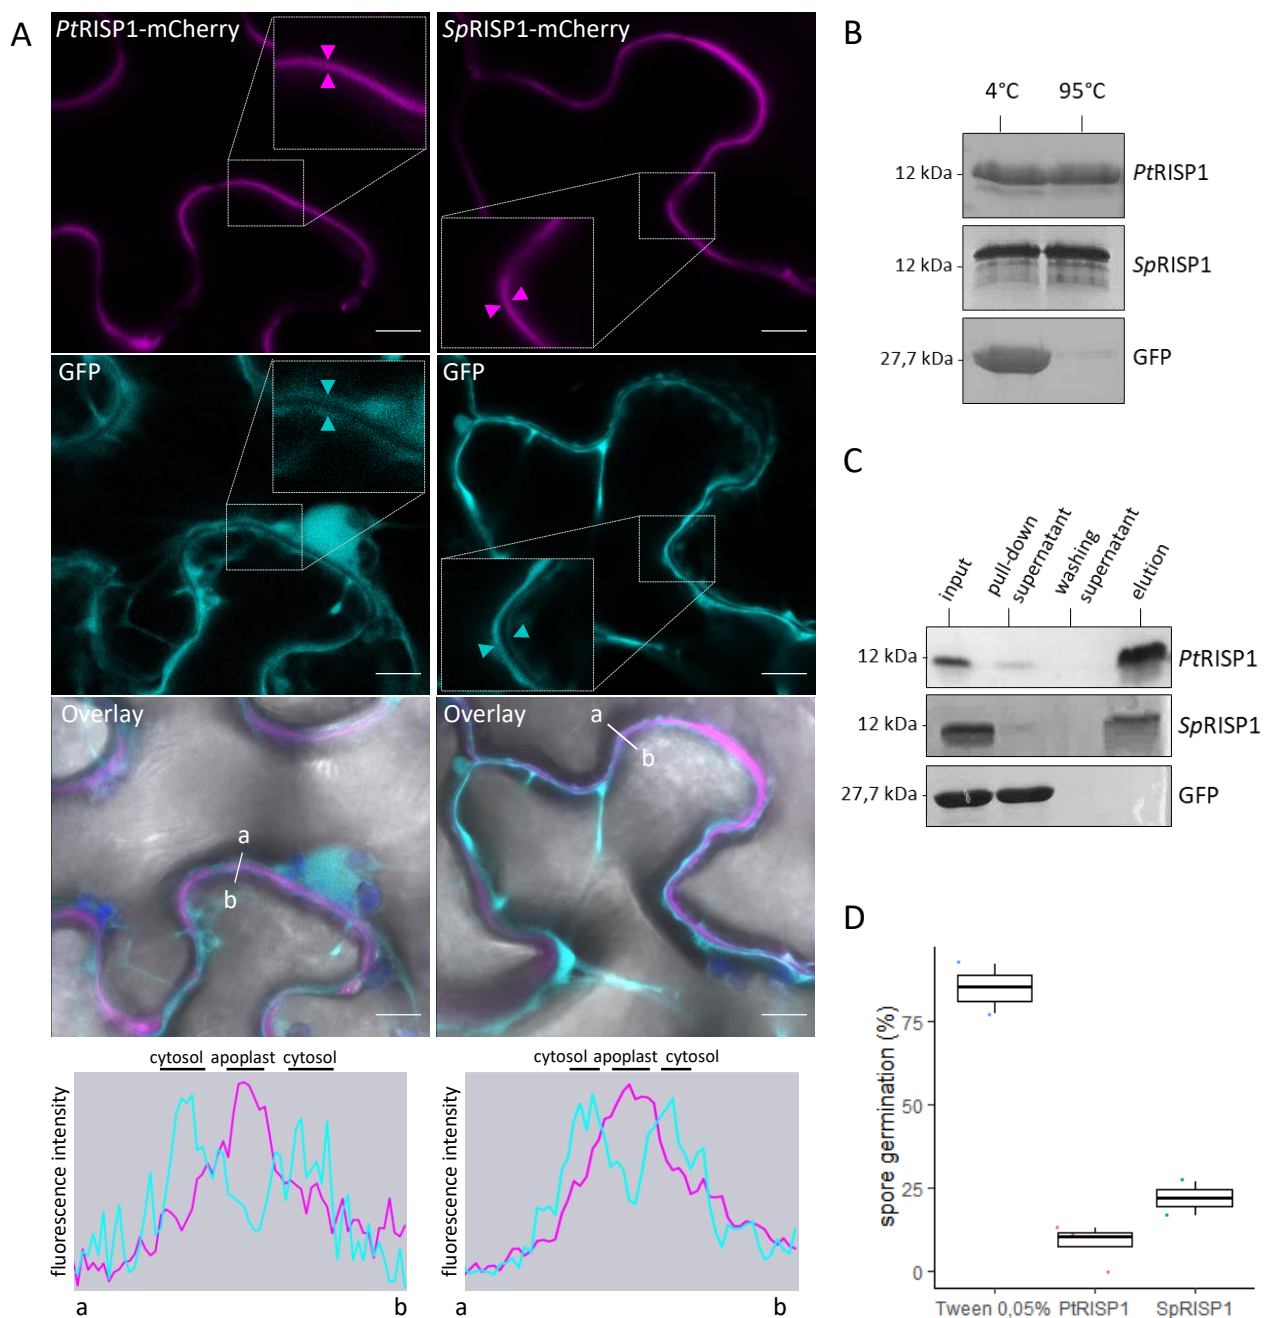 A
PtRISP1-mCherry
SpRISP1-mCherry
GFP
GFP
Overlay
a
b
Overlay
a
b
cytosol apoplast cytosol
fluorescence intensity
a
b
cytosol apoplast cytosol
fluorescence intensity
a
b
B
4°C 95°C
12 kDa PtRISP1
12 kDa SpRISP1
27,7 kDa GFP
C
input
pull-down
supernatant
washing
supernatant
elution
12 kDa PtRISP1
12 kDa SpRISP1
27,7 kDa GFP
D
spore germination (%)
75
50
25
0
Tween 0,05% PtRISP1 SpRISP1